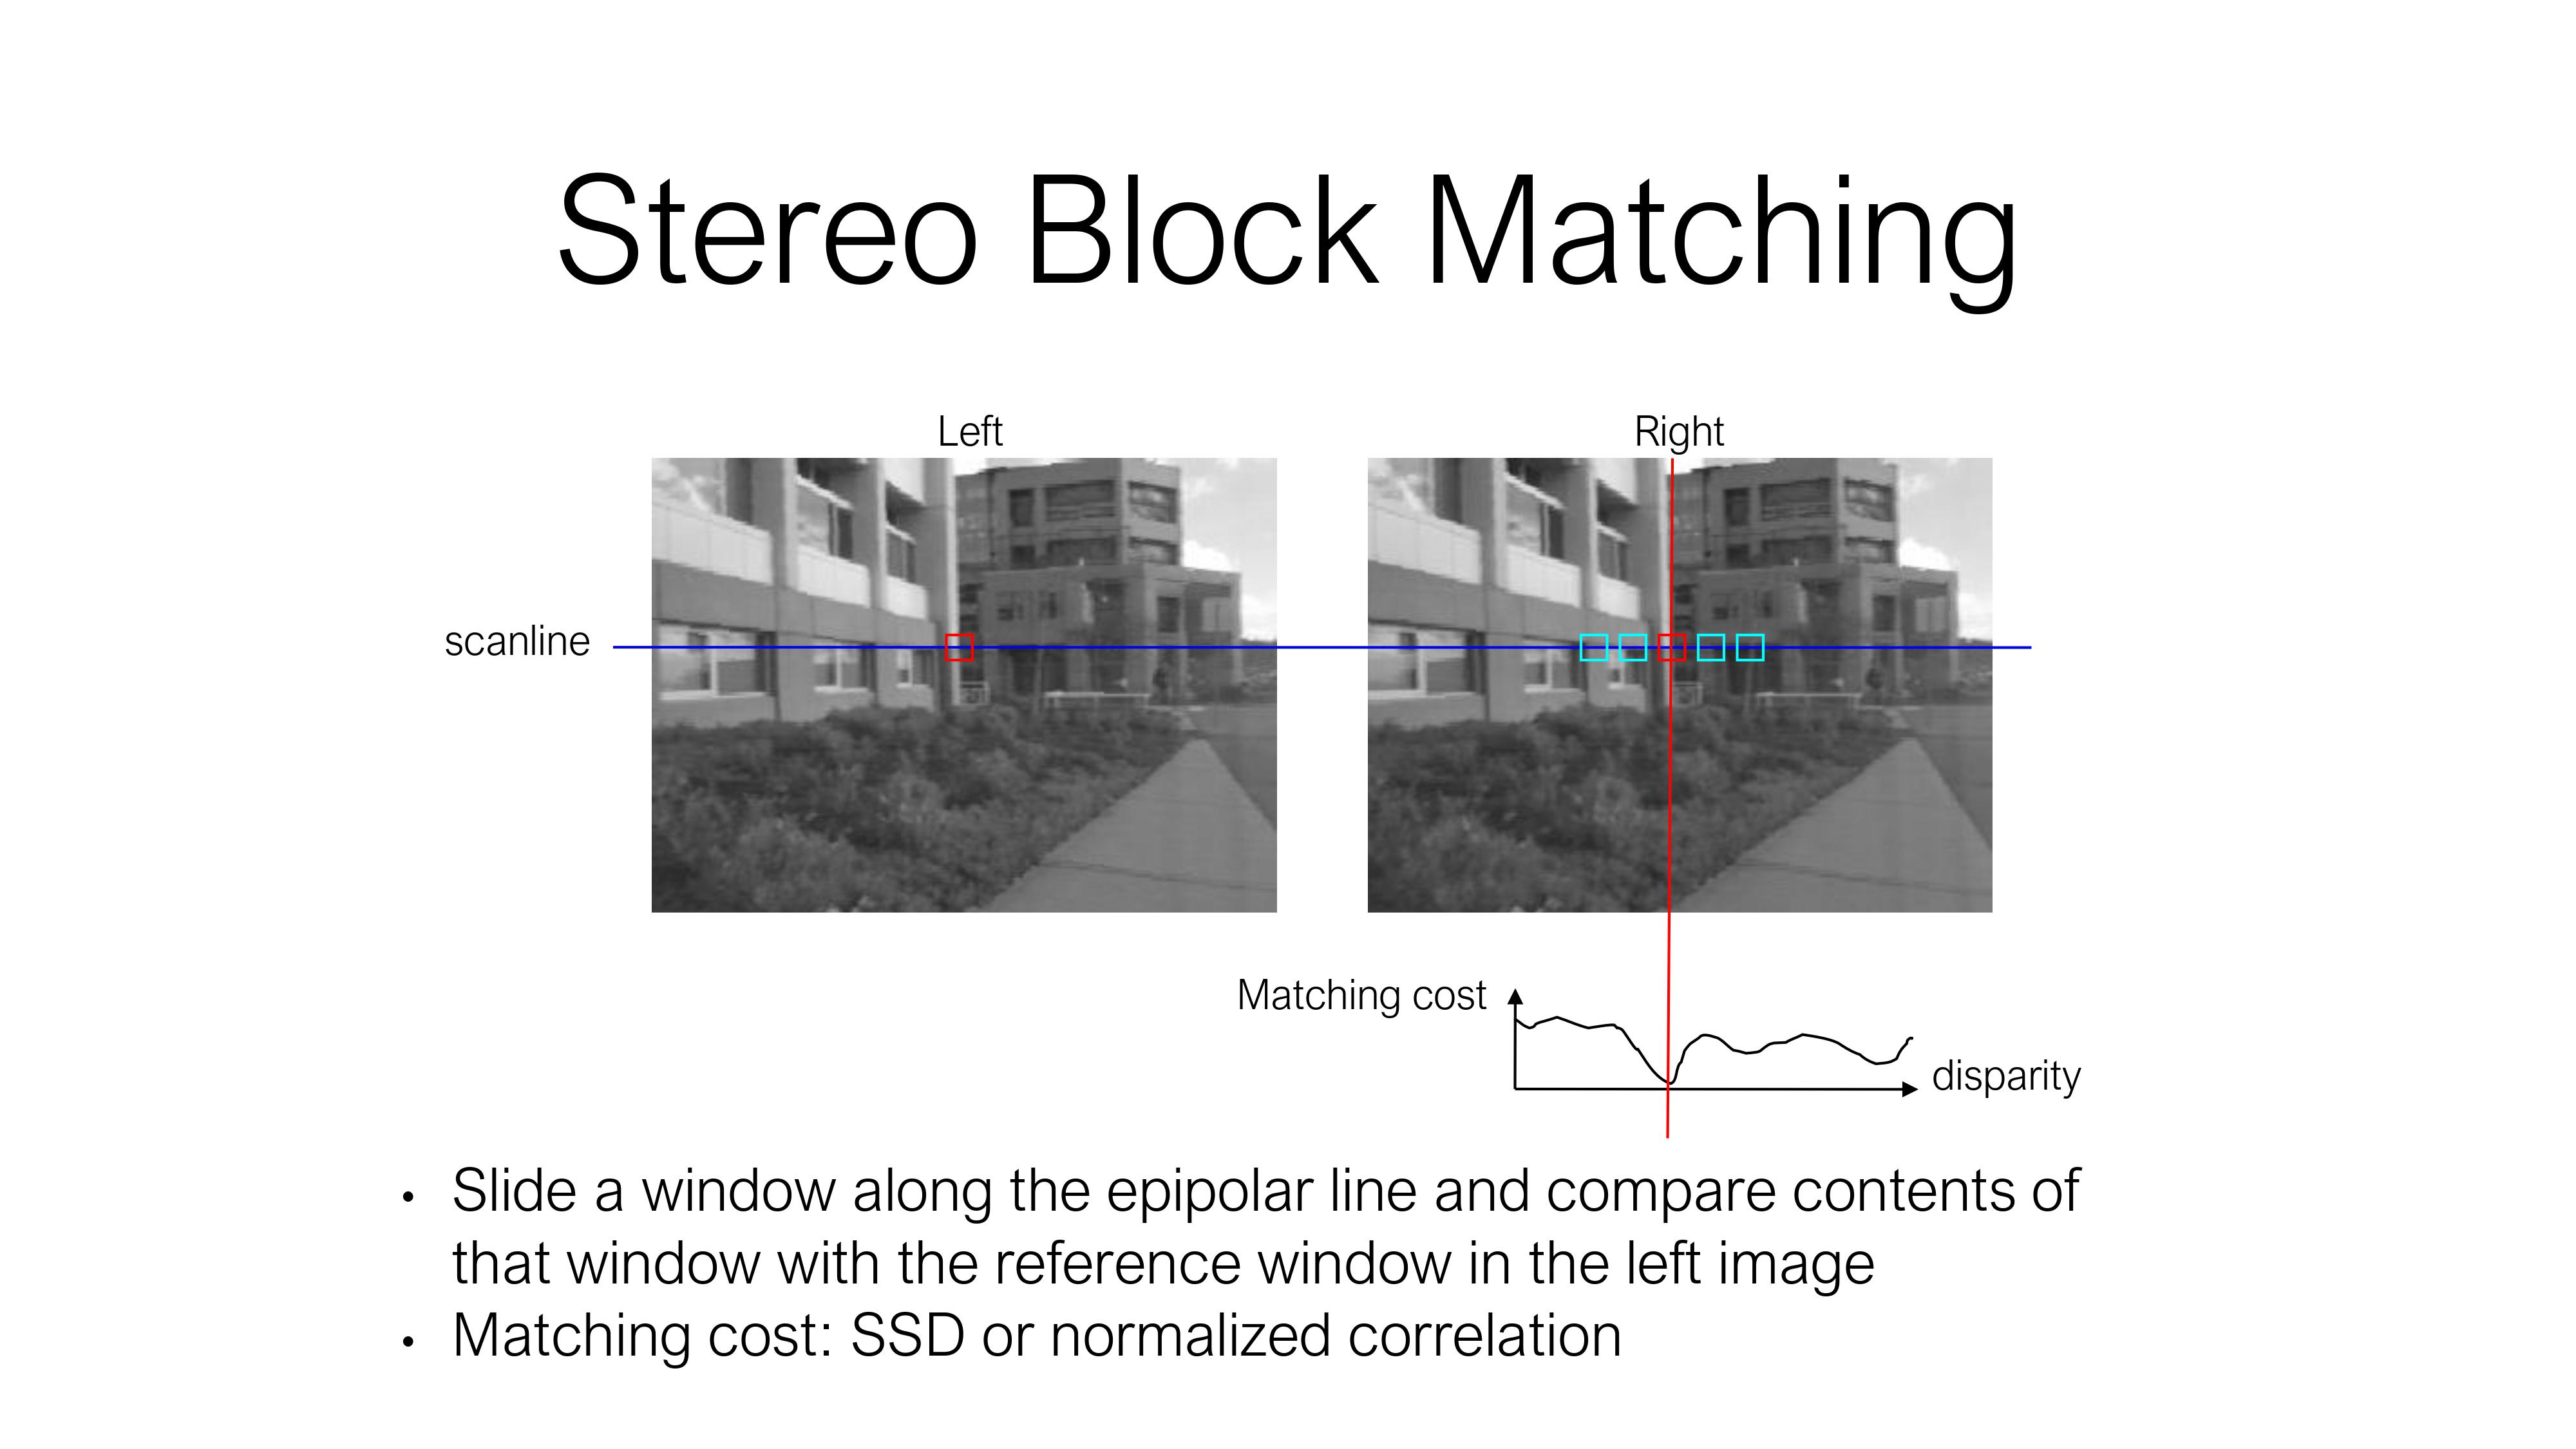 Stereo Block Matching
Left
Right
scanline
Matching cost
disparity
• Slide a window along the epipolar line and compare contents of
that window with the reference window in the left image
• Matching cost: SSD or normalized correlation